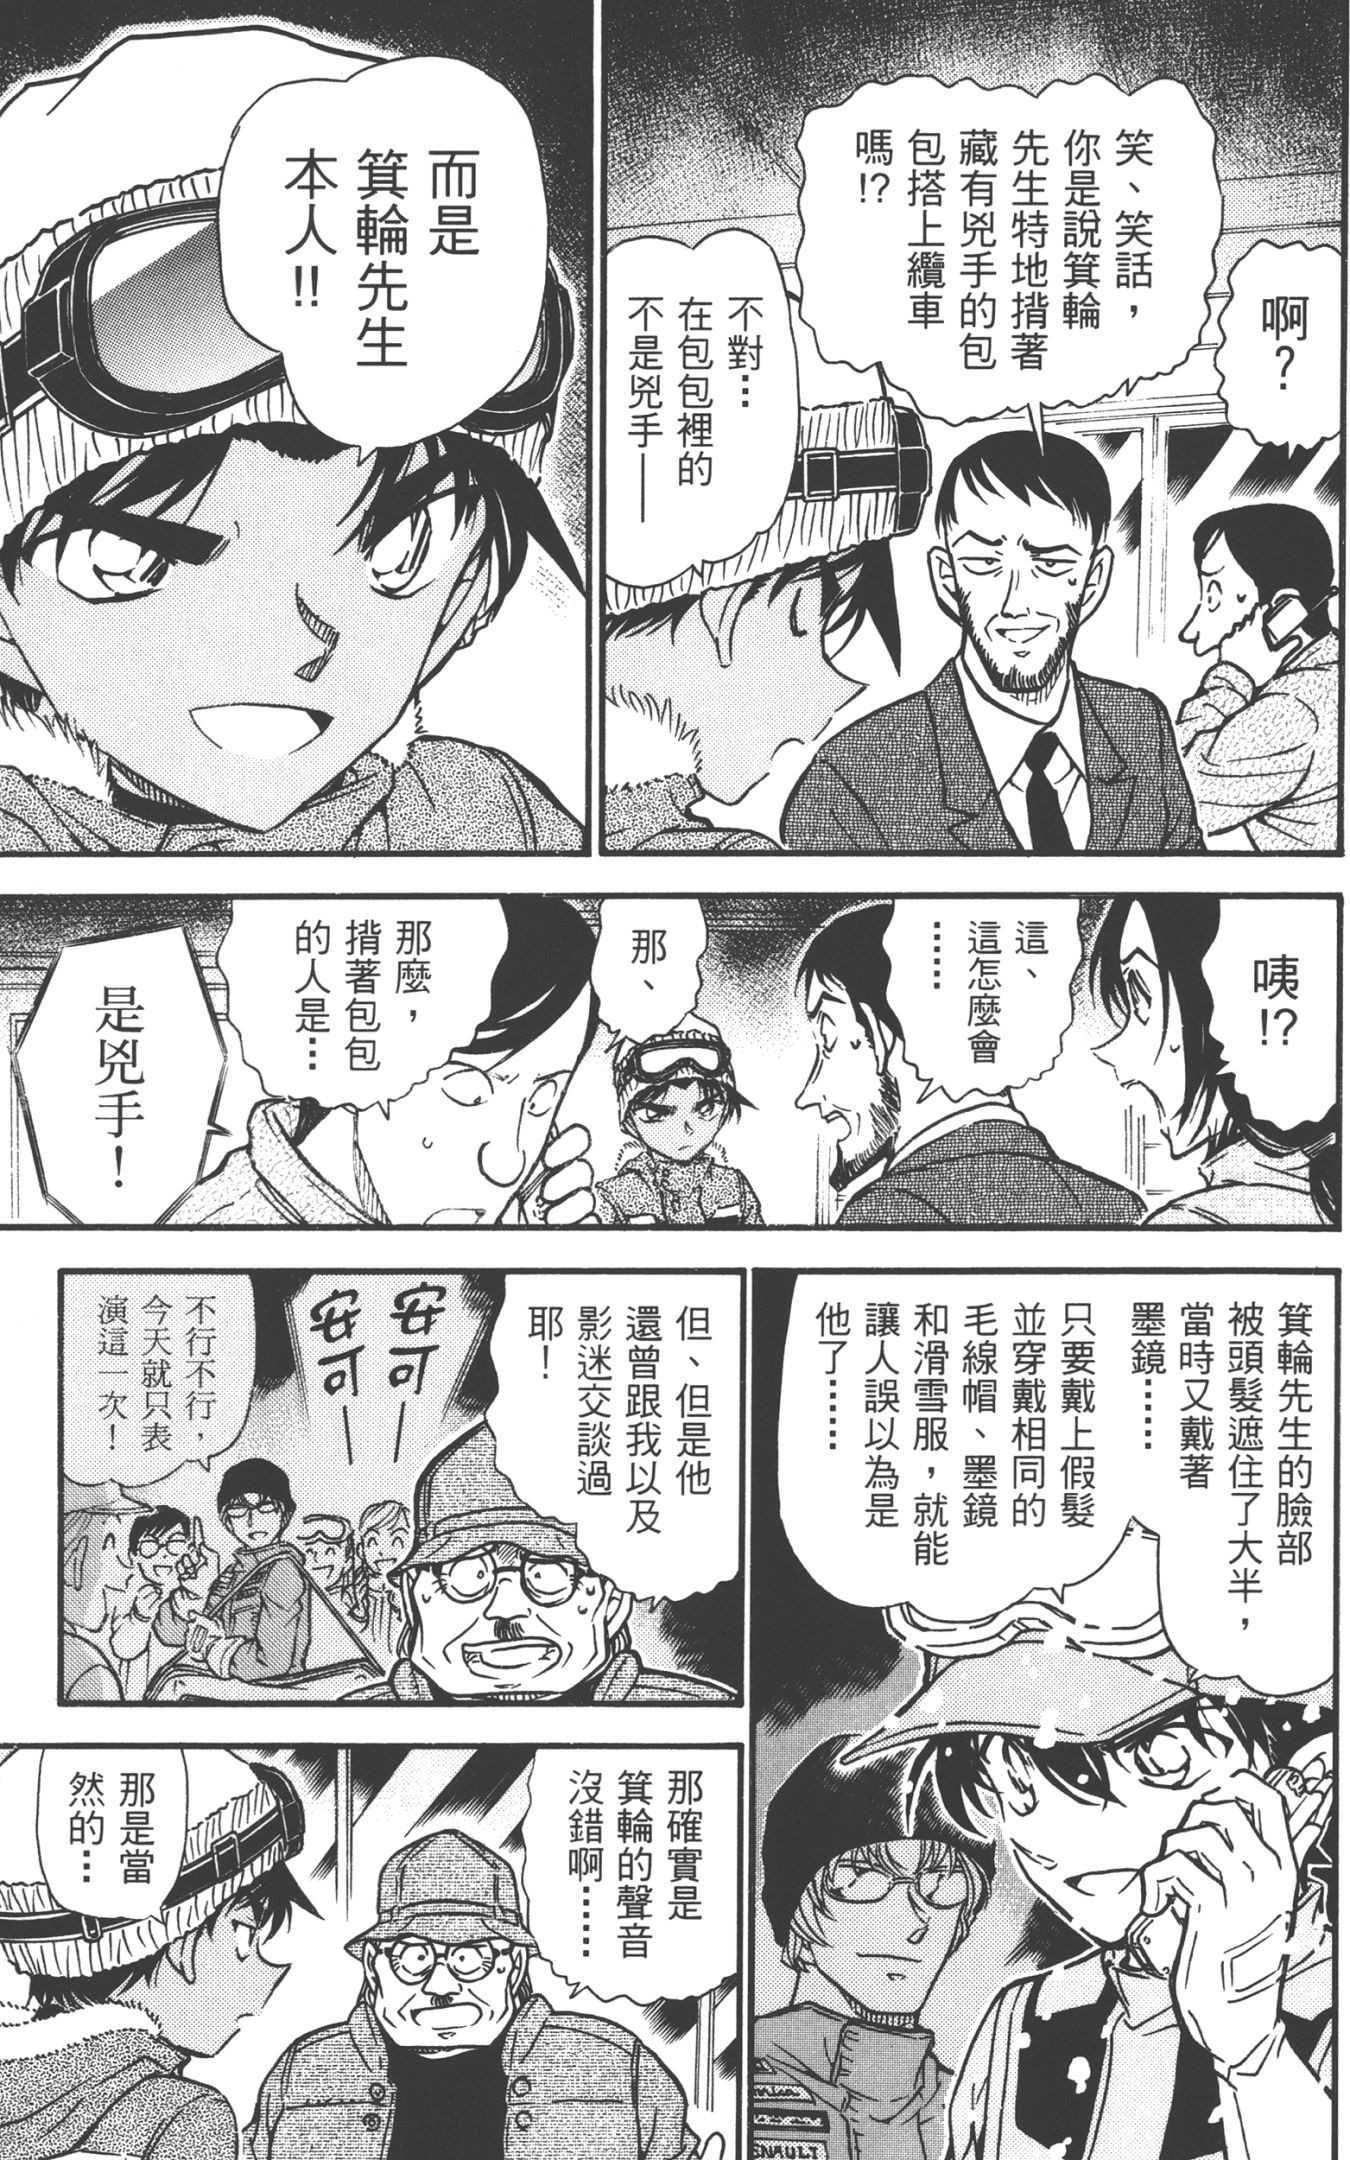 啊?
笑、笑話，
你是說箕輪
先生特地揹著
藏有兇手的包
包搭上纜車
嗎!?
不對…
在包包裡的
不是兇手——
而是
箕輪先生
本人!!
咦!?
這、
這怎麼會
……
那、
那麼，
揹著包包
的人是…
是兇手！
箕輪先生的臉部
被頭髮遮住了大半，
當時又戴著
墨鏡……
只要戴上假髮
並穿戴相同的
毛線帽、墨鏡
和滑雪服，就能
讓人誤以為是
他了……
ENAULT
但、但是他
還曾跟我以及
影迷交談過
耶！
安可—
安可—
不行不行，
今天就只表
演這一次！
那確實是
箕輪的聲音
沒錯啊……
那是當
然的…